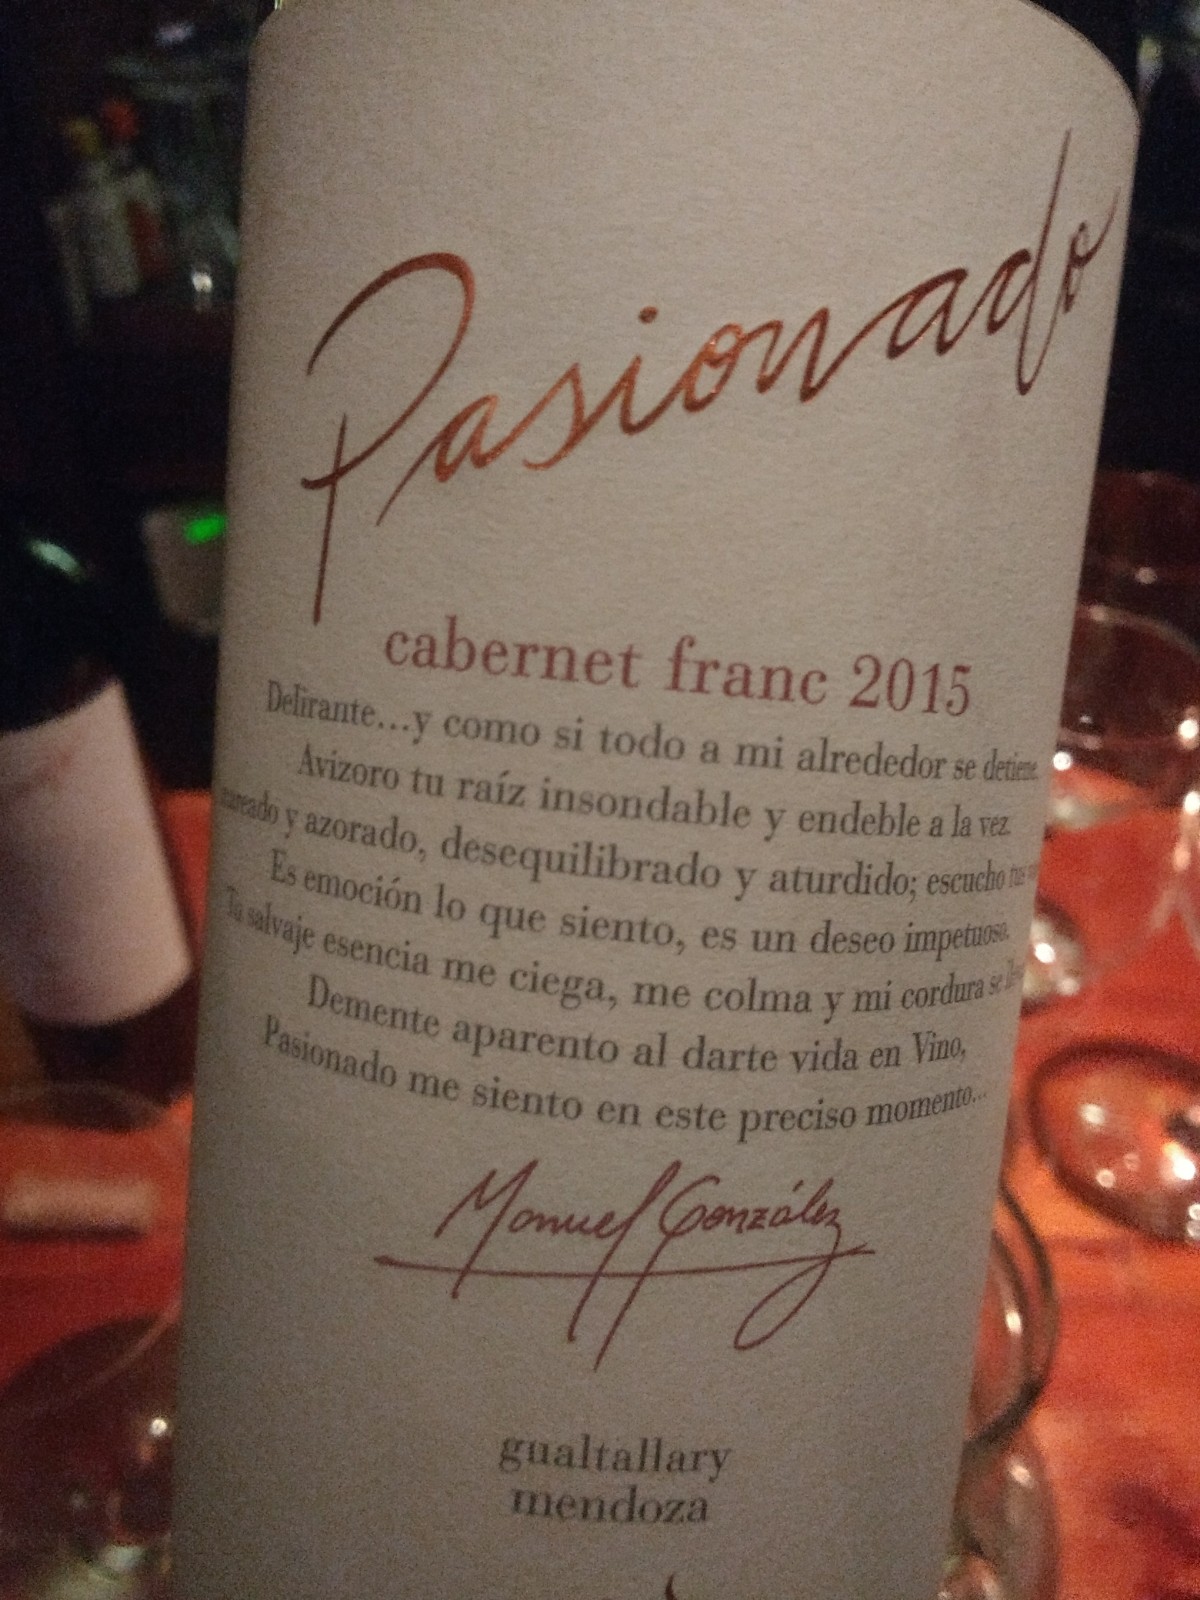 Pasionado
cabernet franc 2015
Delirante...y como si todo a mi alrededor se detiene.
Avizoro tu raíz insondable y endeble a la vez.
y azorado, desequilibrado y aturdido; escucho tus
Es emoción lo que siento, es un deseo impetuoso.
Tu salvaje esencia me ciega, me colma y mi cordura se
Demente aparento al darte vida en Vino,
Pasionado me siento en este preciso momento...
Manuel González
gualtallary
mendoza